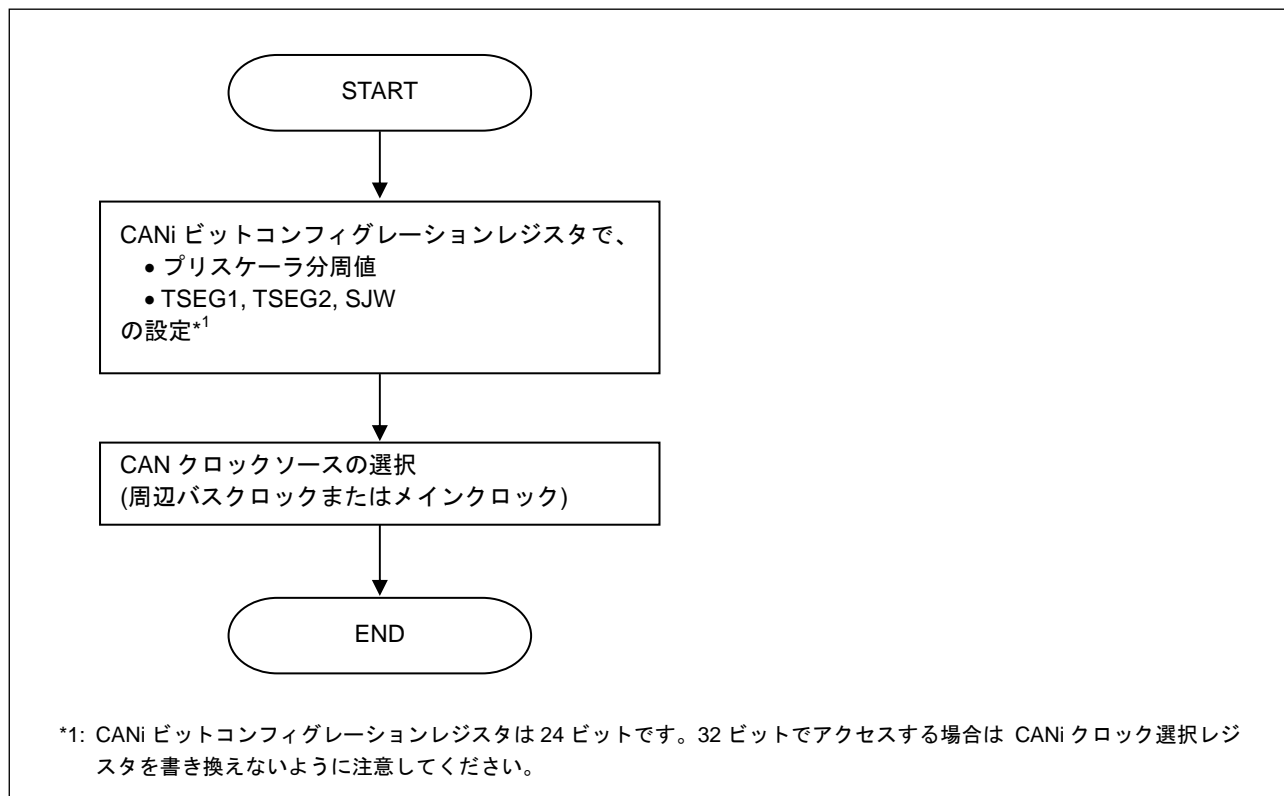 START
CANi ビットコンフィグレーションレジスタで、
• プリスケーラ分周値
• TSEG1, TSEG2, SJW
の設定*1
CAN クロックソースの選択
(周辺バスクロックまたはメインクロック)
END
*1: CANi ビットコンフィグレーションレジスタは 24 ビットです。32 ビットでアクセスする場合は CANi クロック選択レジ
スタを書き換えないように注意してください。